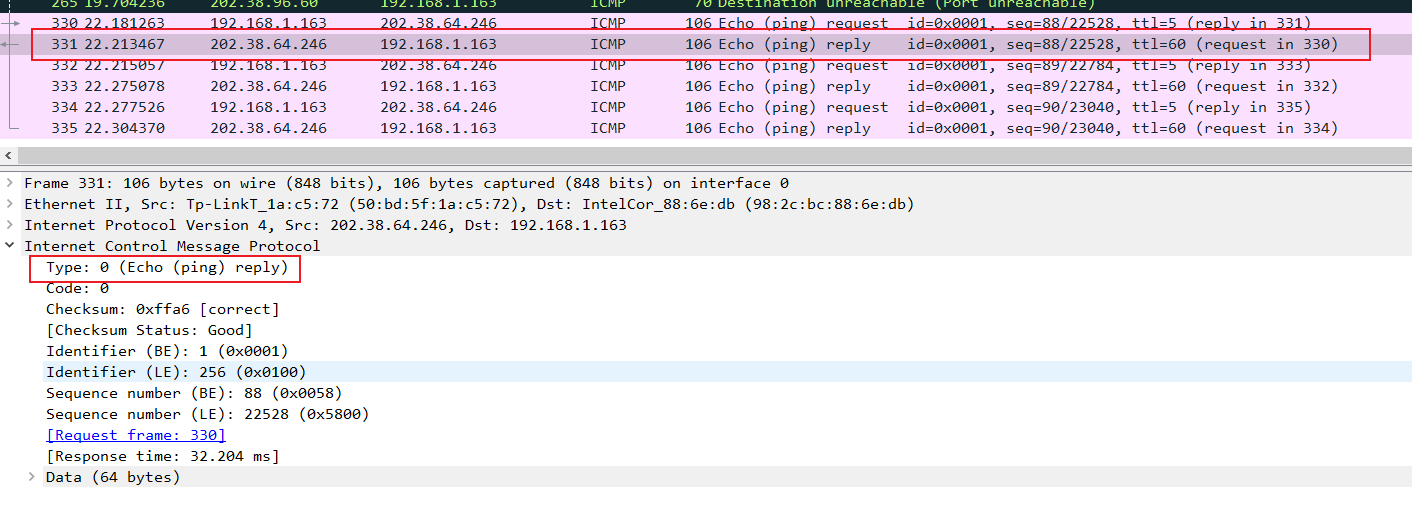 265 19.704236 202.38.96.60 192.168.1.163 ICMP 70 Destination unreachable (Port unreachable)
330 22.181263 192.168.1.163 202.38.64.246 ICMP 106 Echo (ping) request id=0x0001, seq=88/22528, ttl=5 (reply in 331)
331 22.213467 202.38.64.246 192.168.1.163 ICMP 106 Echo (ping) reply id=0x0001, seq=88/22528, ttl=60 (request in 330)
332 22.215057 192.168.1.163 202.38.64.246 ICMP 106 Echo (ping) request id=0x0001, seq=89/22784, ttl=5 (reply in 333)
333 22.275078 202.38.64.246 192.168.1.163 ICMP 106 Echo (ping) reply id=0x0001, seq=89/22784, ttl=60 (request in 332)
334 22.277526 192.168.1.163 202.38.64.246 ICMP 106 Echo (ping) request id=0x0001, seq=90/23040, ttl=5 (reply in 335)
335 22.304370 202.38.64.246 192.168.1.163 ICMP 106 Echo (ping) reply id=0x0001, seq=90/23040, ttl=60 (request in 334)
Frame 331: 106 bytes on wire (848 bits), 106 bytes captured (848 bits) on interface 0
Ethernet II, Src: Tp-LinkT_1a:c5:72 (50:bd:5f:1a:c5:72), Dst: IntelCor_88:6e:db (98:2c:bc:88:6e:db)
Internet Protocol Version 4, Src: 202.38.64.246, Dst: 192.168.1.163
Internet Control Message Protocol
Type: 0 (Echo (ping) reply)
Code: 0
Checksum: 0xffa6 [correct]
[Checksum Status: Good]
Identifier (BE): 1 (0x0001)
Identifier (LE): 256 (0x0100)
Sequence number (BE): 88 (0x0058)
Sequence number (LE): 22528 (0x5800)
[Request frame: 330]
[Response time: 32.204 ms]
Data (64 bytes)